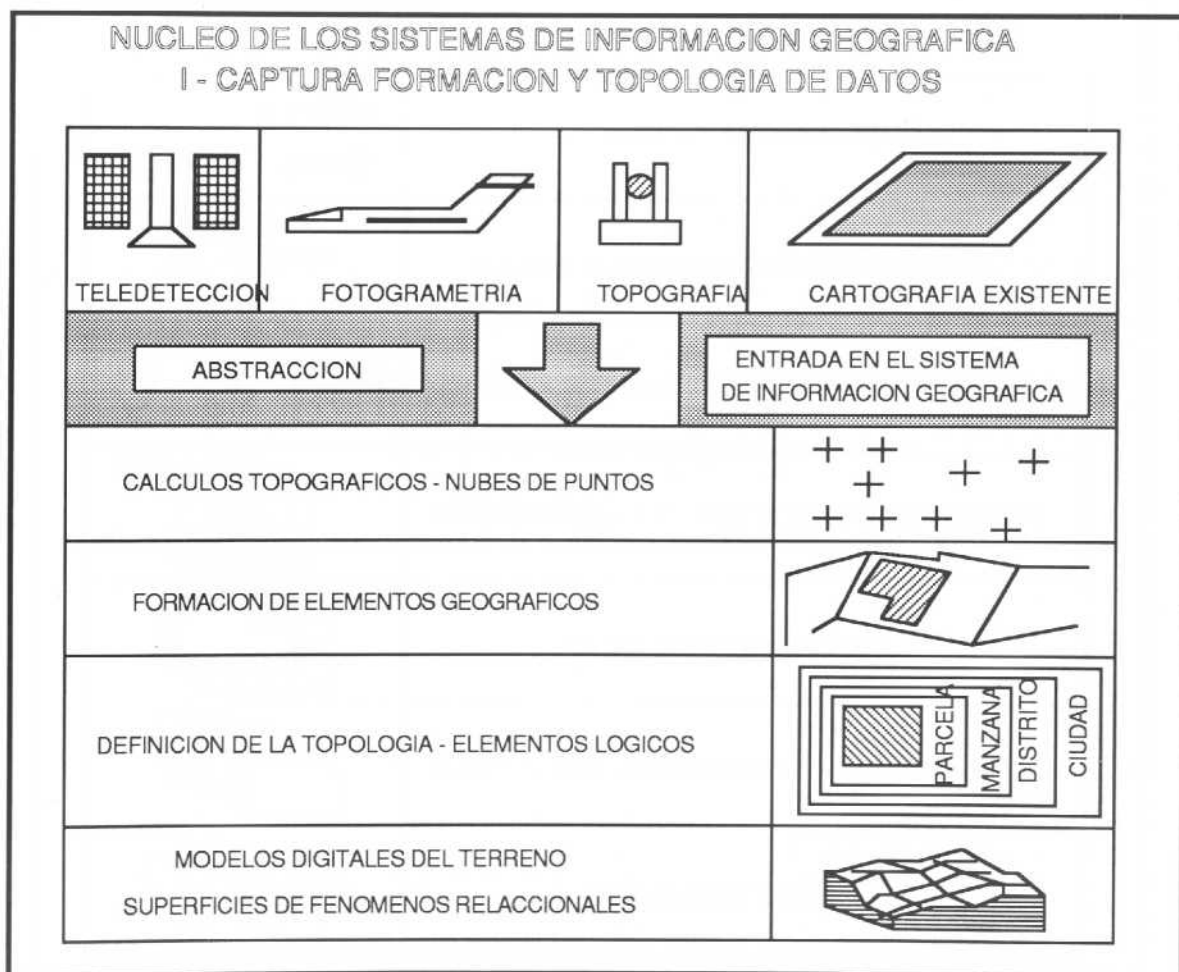 NUCLEO DE LOS SISTEMAS DE INFORMACION GEOGRAFICA
I - CAPTURA FORMACION Y TOPOLOGIA DE DATOS
TELEDETECCION
FOTOGRAMETRIA
TOPOGRAFIA
CARTOGRAFIA EXISTENTE
ABSTRACCION
ENTRADA EN EL SISTEMA
DE INFORMACION GEOGRAFICA
CALCULOS TOPOGRAFICOS - NUBES DE PUNTOS
FORMACION DE ELEMENTOS GEOGRAFICOS
DEFINICION DE LA TOPOLOGIA - ELEMENTOS LOGICOS
PARCELA
MANZANA
DISTRITO
CIUDAD
MODELOS DIGITALES DEL TERRENO
SUPERFICIES DE FENOMENOS RELACCIONALES